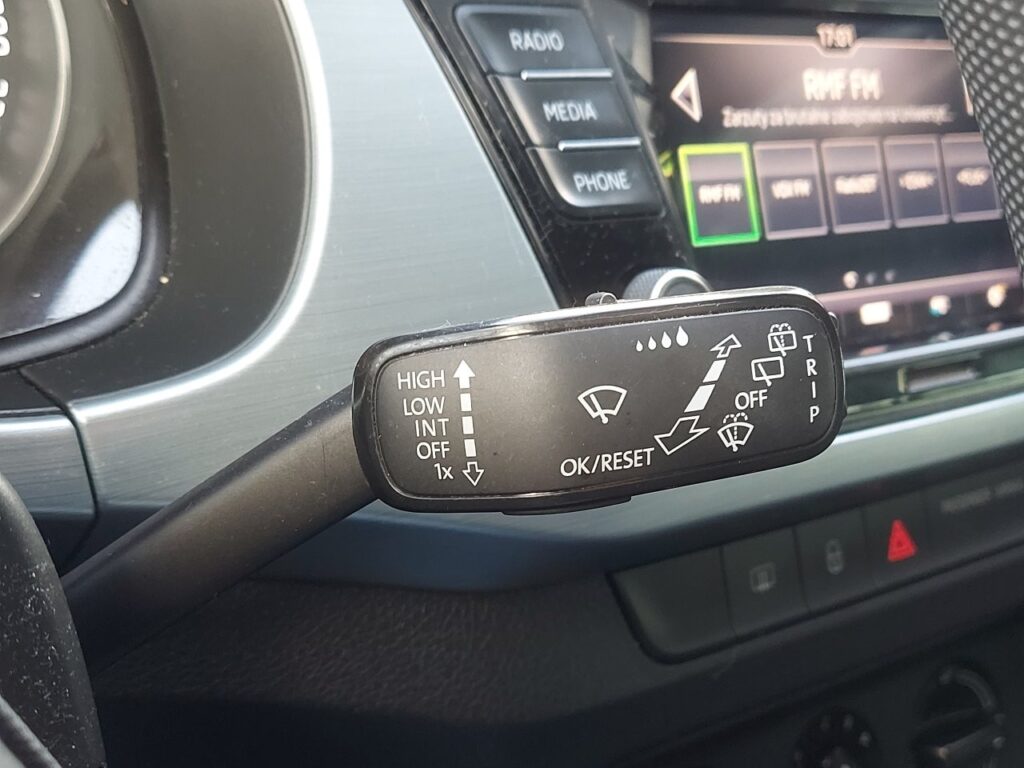 RADIO
MEDIA
PHONE
17:01
RMF FM
RMF FM
HIGH
LOW
INT
OFF
1x
OK/RESET
OFF
TRIP